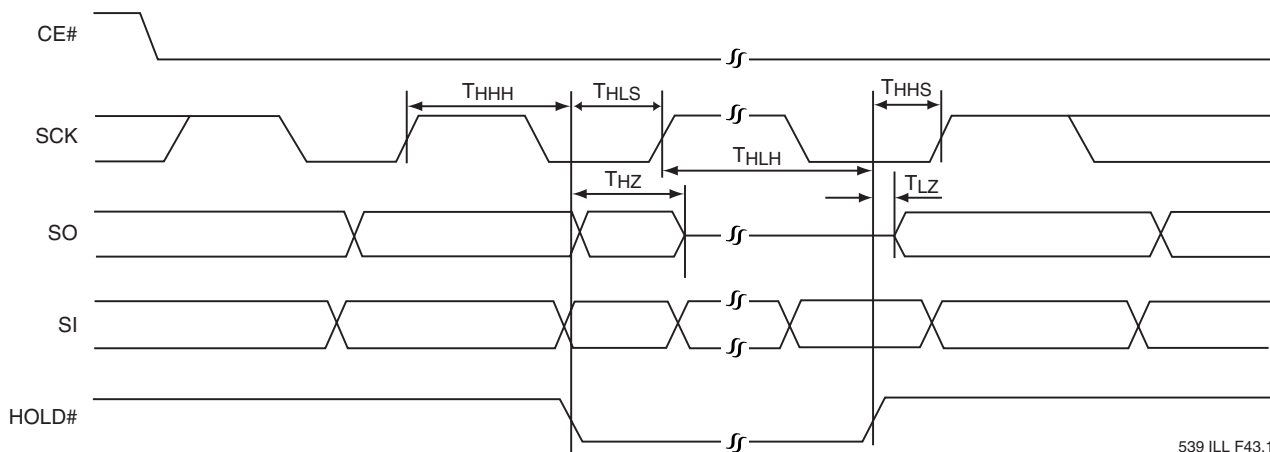 CE#
THHH
THLS
THHS
SCK
THLH
THZ
TLZ
SO
SI
HOLD#
539 ILL F43.1